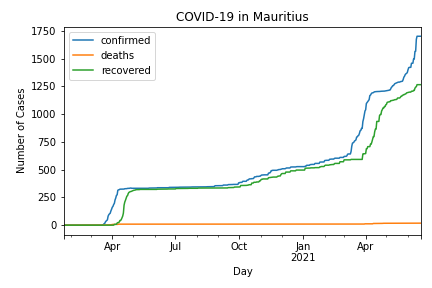 COVID-19 in Mauritius
confirmed
deaths
recovered
Number of Cases
1750
1500
1250
1000
750
500
250
0
Apr
Jul
Oct
Jan
2021
Apr
Day